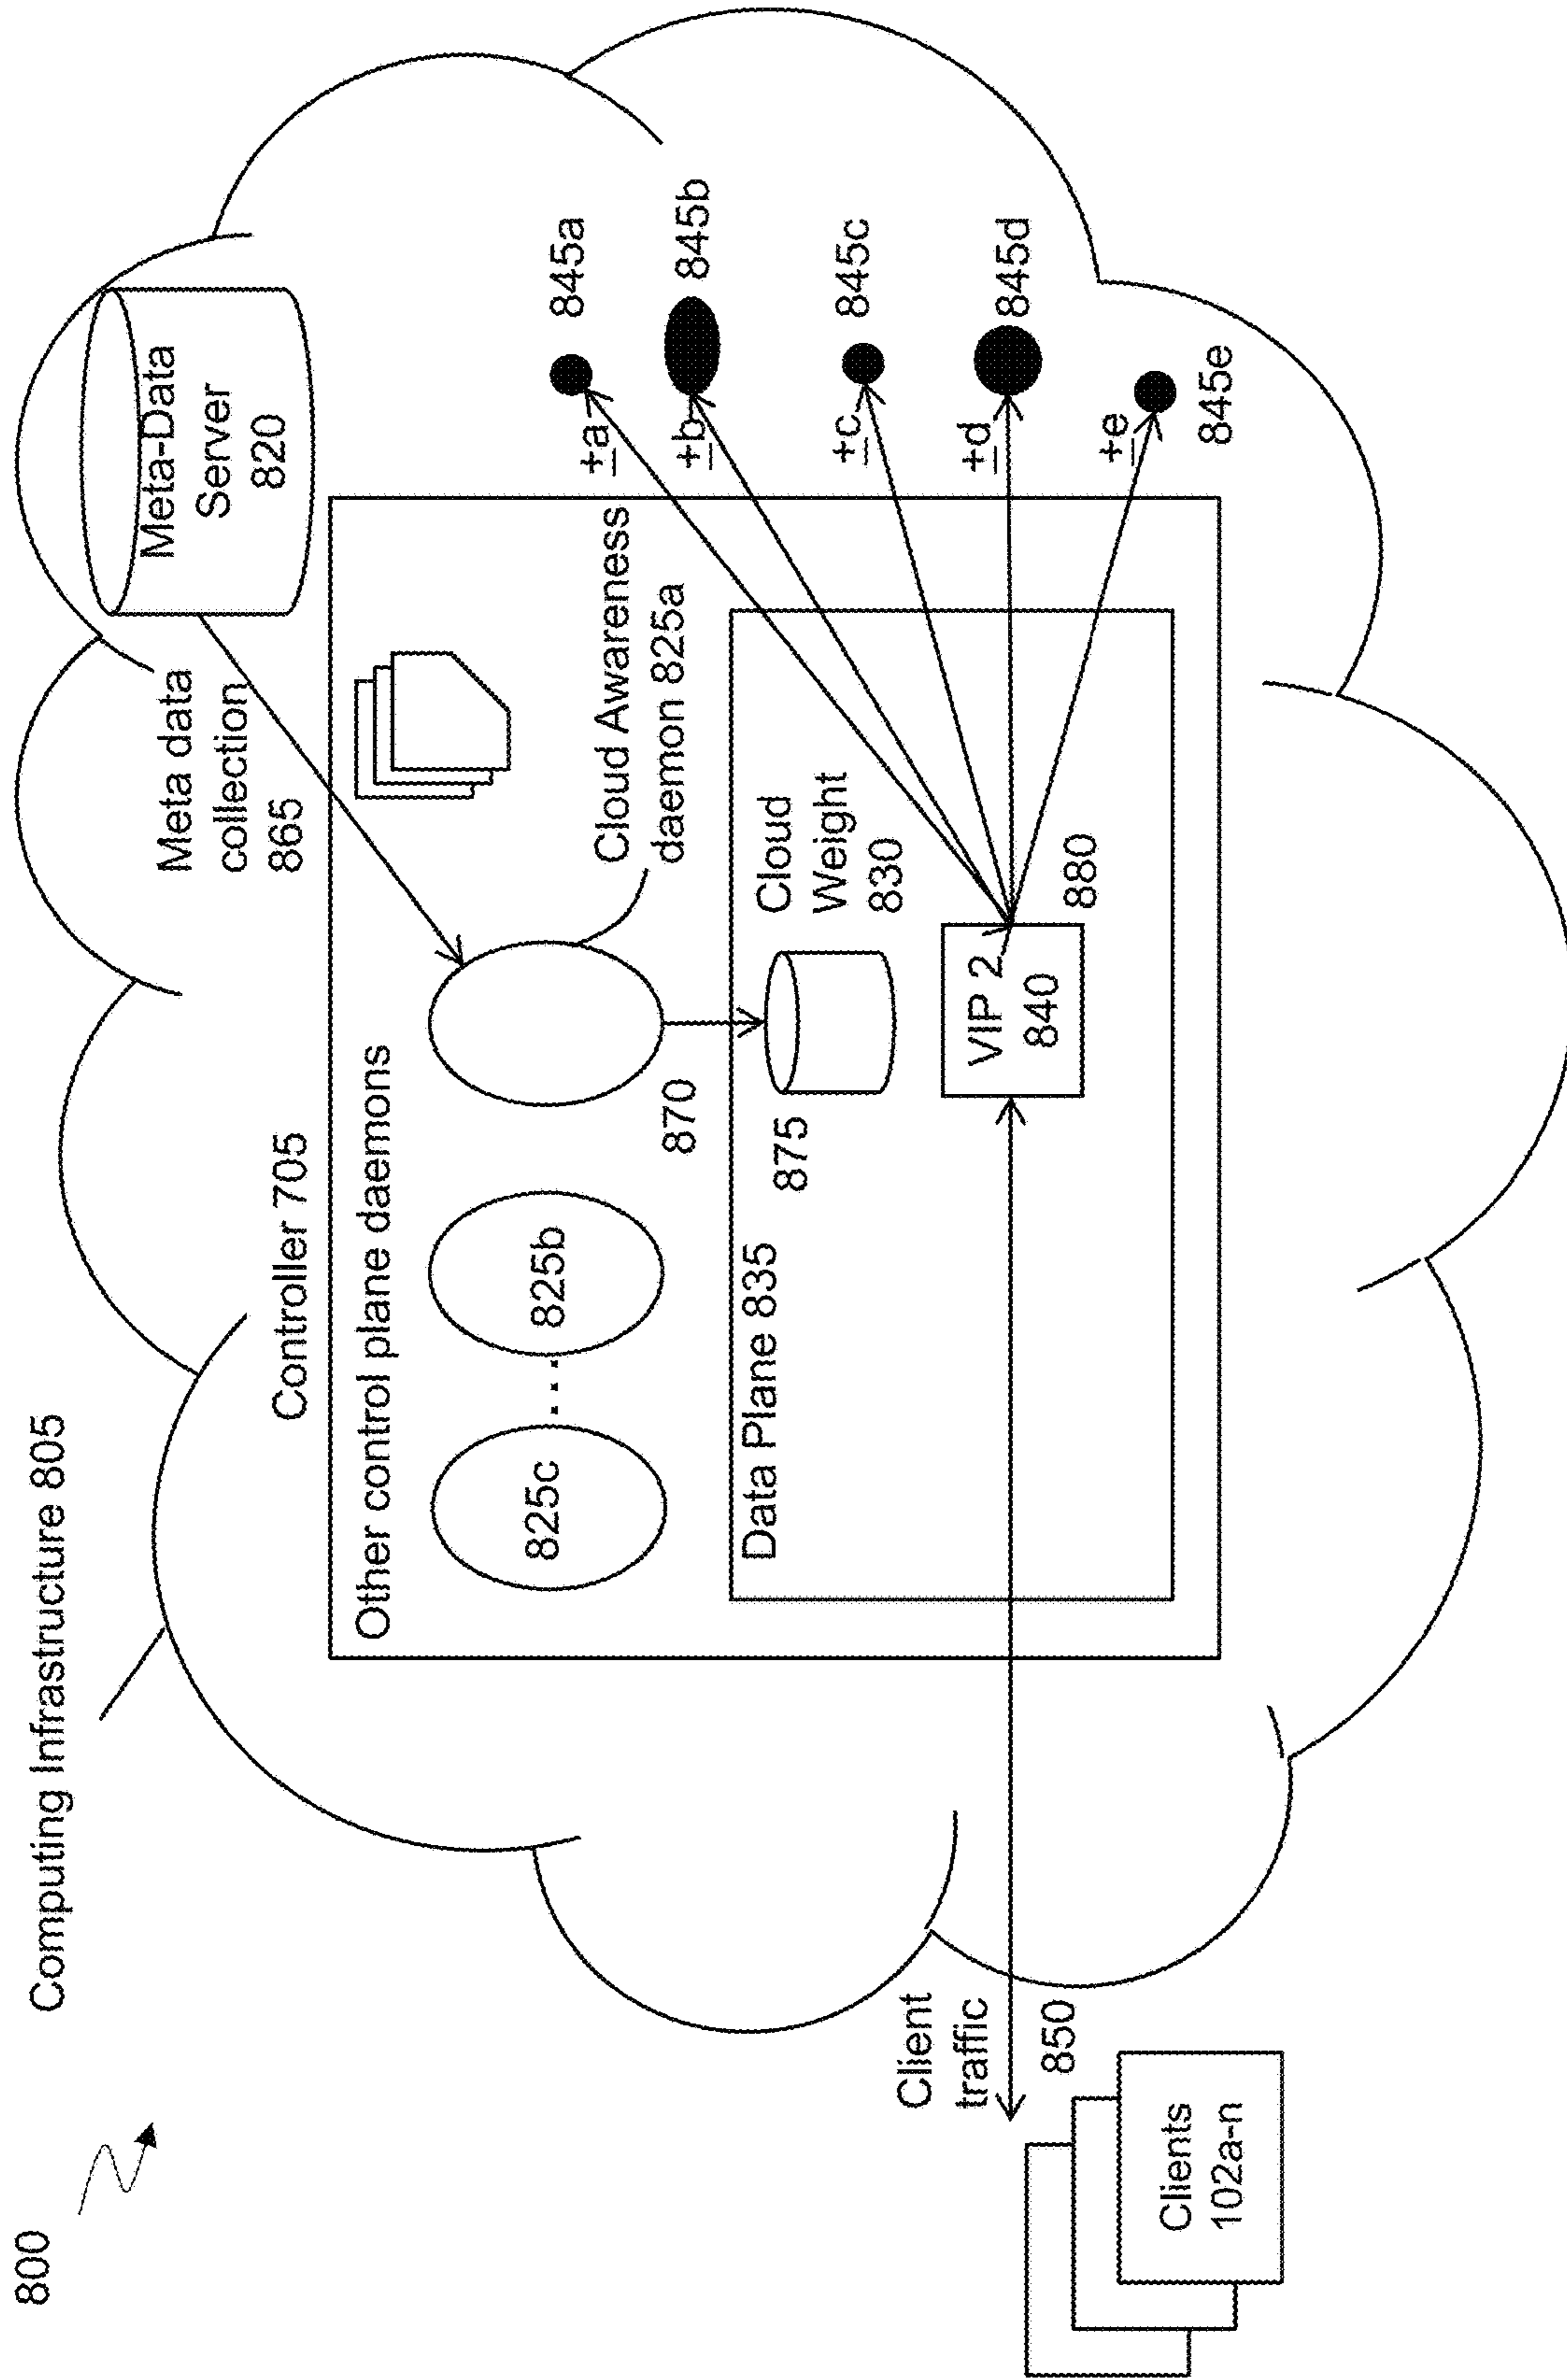 800
Computing Infrastructure 805
Controller 705
Meta data
collection
865
Meta-Data
Server
820
Other control plane daemons
825c
...
825b
Cloud Awareness
daemon 825a
870
Data Plane 835
875
Cloud
Weight
830
VIP 2
840
880
Client
traffic
850
Clients
102a-n
±a
845a
±b
845b
±c
845c
±d
845d
±e
845e